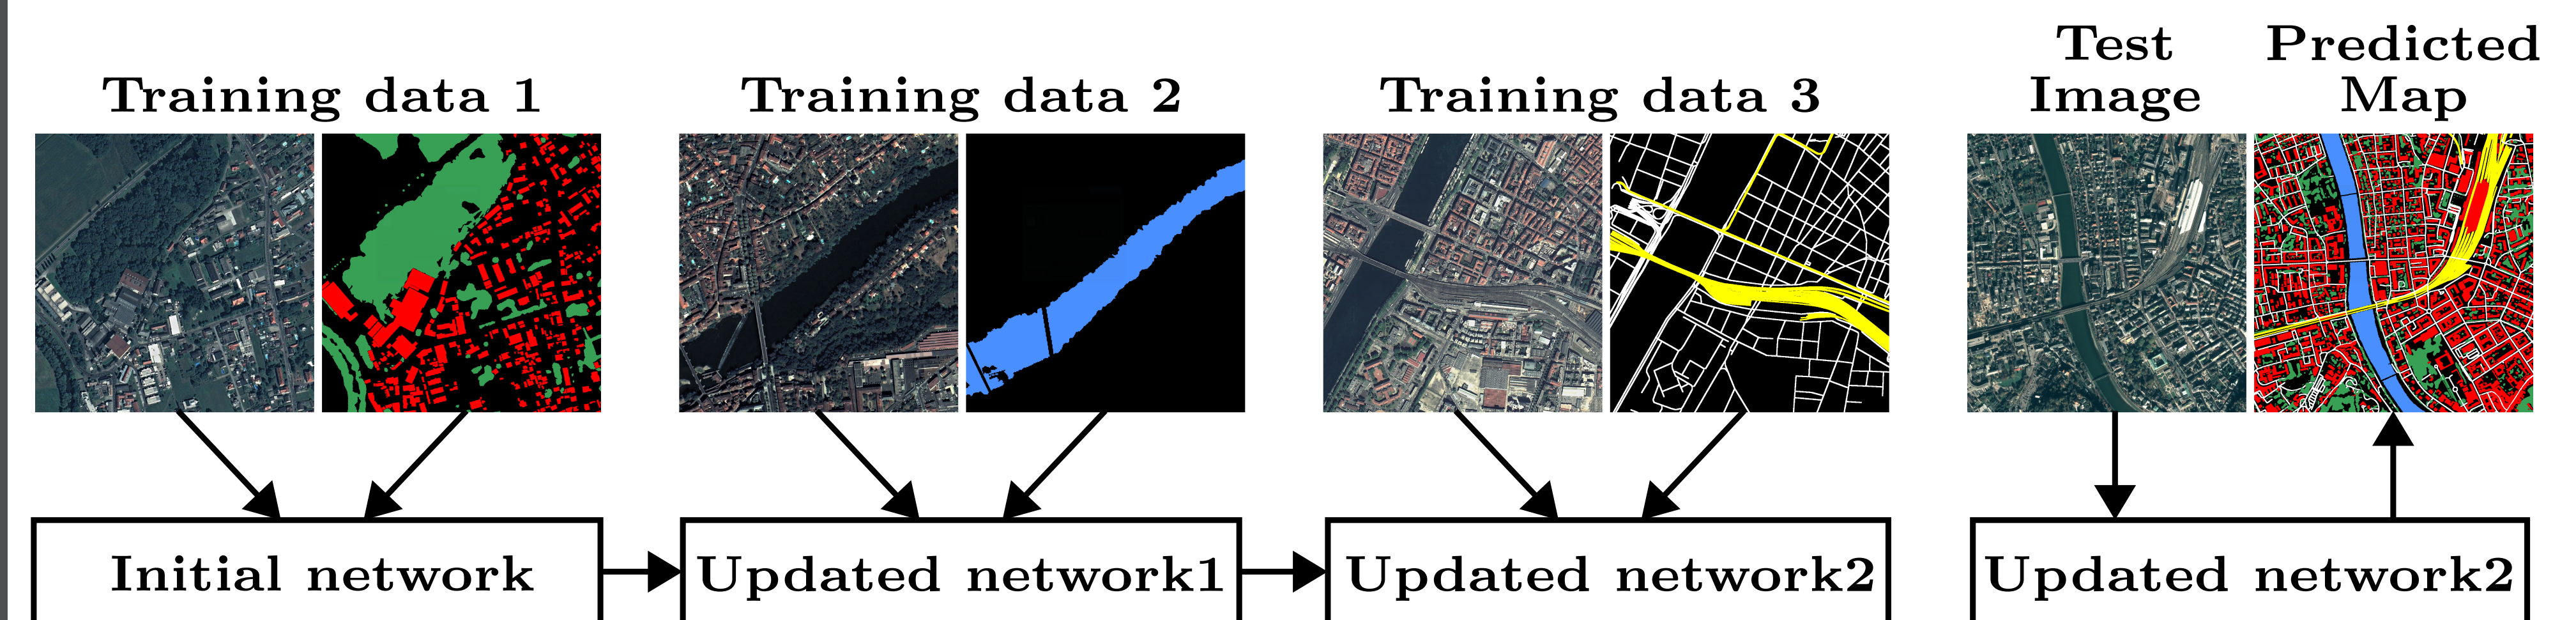 Training data 1
Training data 2
Training data 3
Test
Image
Predicted
Map
Initial network
Updated network1
Updated network2
Updated network2